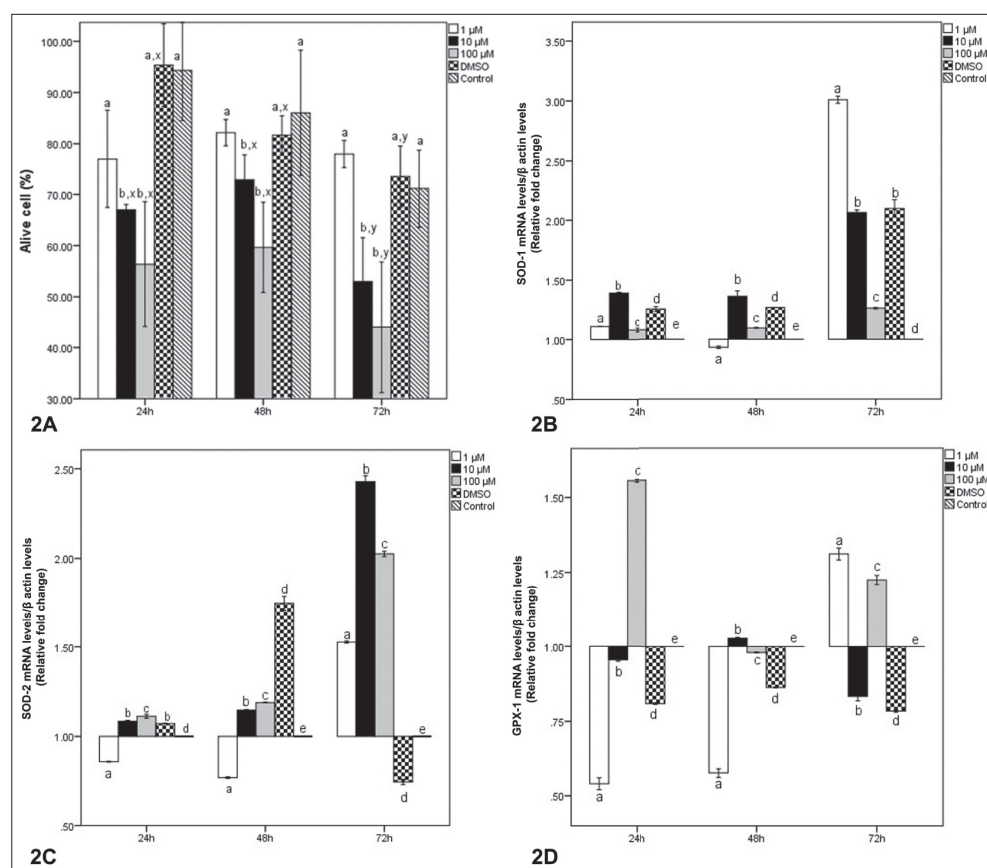 1 µM
10 µM
100 µM
DMSO
Control
100.00
90.00
80.00
70.00
60.00
50.00
40.00
30.00
Alive cell (%)
a
b,x
b,x
a,x
a
a
b,x
b,x
a,x
a
a
b,y
b,y
a,y
a
24h
48h
72h
2A
1 µM
10 µM
100 µM
DMSO
Control
3.50
3.00
2.50
2.00
1.50
1.00
.50
SOD-1 mRNA levels/β actin levels
(Relative fold change)
a
b
c
d
e
a
b
c
d
e
a
b
c
b
d
24h
48h
72h
2B
1 µM
10 µM
100 µM
DMSO
Control
2.50
2.00
1.50
1.00
.50
SOD-2 mRNA levels/β actin levels
(Relative fold change)
a
b
c
b
d
a
b
c
d
e
a
b
c
d
e
24h
48h
72h
2C
1 µM
10 µM
100 µM
DMSO
Control
1.50
1.25
1.00
.75
.50
GPX-1 mRNA levels/β actin levels
(Relative fold change)
a
b
c
d
e
a
b
c
d
e
a
b
c
d
e
24h
48h
72h
2D